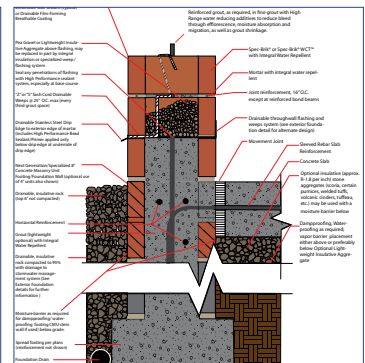 or Drainable Film-Forming
Breathable Coating
Pea Gravel or Lightweight Insula-
tive Aggregate above flashing, may
be replaced in part by integral
insulation or specialized weep /
flashing system
Seal any penetrations of flashing
with High Performance sealant
system, especially at base course
"Z" or "S" Such Cord Drainable
Weeps @ 25" O.C. max (every
third grout space)
Drainable Stainless Steel Drip
Edge to exterior edge of mortar
(includes High Performance Base
Sealant/Primer applied only
below drip edge at underside of
drip edge)
Next Generation/Specialized 8"
Concrete Masonry Unit
Footing/Foundation Wall (optional use
of 4" units also shown)
Drainable, insulative rock
(top 6" not compacted)
Horizontal Reinforcement
Grout (lightweight
optional) with Integral
Water Repellent
Drainable, insulative
rock compacted to 95%
with drainage to
stormwater manage-
ment system (See
Exterior Foundation
details for further
information )
Moisture-barrier as required
for dampproofing/ water-
proofing footing CMU stem
wall if used) below grade.
Spread footing per plans
(reinforcement not shown)
Foundation Drain
Reinforced grout, as required, in fine grout with High
Range water reducing additives to reduce bleed
through efflorescence, moisture absorption and
migration, as well as grout shrinkage.
Spec-Brik® or Spec-Brik® WCT™
with Integral Water Repellent
Mortar with integral water repel-
lent
Joint reinforcement, 16" O.C.
except at reinforced bond beams
Drainable throughwall flashing and
weeps system (see exterior founda-
tion detail for alternate design)
Movement Joint
Sleeved Rebar Slab
Reinforcement
Concrete Slab
Optional insulative (approx.
R-1.8 per inch) stone
aggregates (scoria, certain
pumices, welded tuffs,
volcanic cinders, tuffeau,
etc.) may be used with a
moisture barrier below
Dampproofing, Water-
proofing as required;
vapor barrier placement
either above or preferably
below Optional Light-
weight Insulative Aggre-
gate